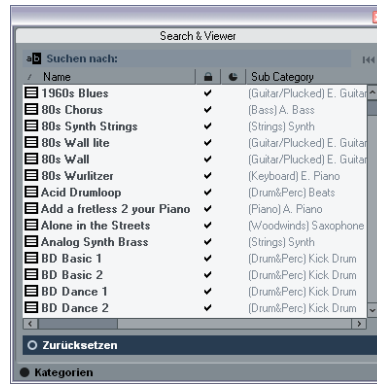 Search & Viewer
ab Suchen nach:
/ Name Sub Category
1960s Blues (Guitar/Plucked) E. Guitar
80s Chorus (Bass) A. Bass
80s Synth Strings (Strings) Synth
80s Wall lite (Guitar/Plucked) E. Guitar
80s Wall (Guitar/Plucked) E. Guitar
80s Wurlitzer (Keyboard) E. Piano
Acid Drumloop (Drum&Perc) Beats
Add a fretless 2 your Piano (Piano) A. Piano
Alone in the Streets (Woodwinds) Saxophone
Analog Synth Brass (Strings) Synth
BD Basic 1 (Drum&Perc) Kick Drum
BD Basic 2 (Drum&Perc) Kick Drum
BD Dance 1 (Drum&Perc) Kick Drum
BD Dance 2 (Drum&Perc) Kick Drum
Zurücksetzen
Kategorien